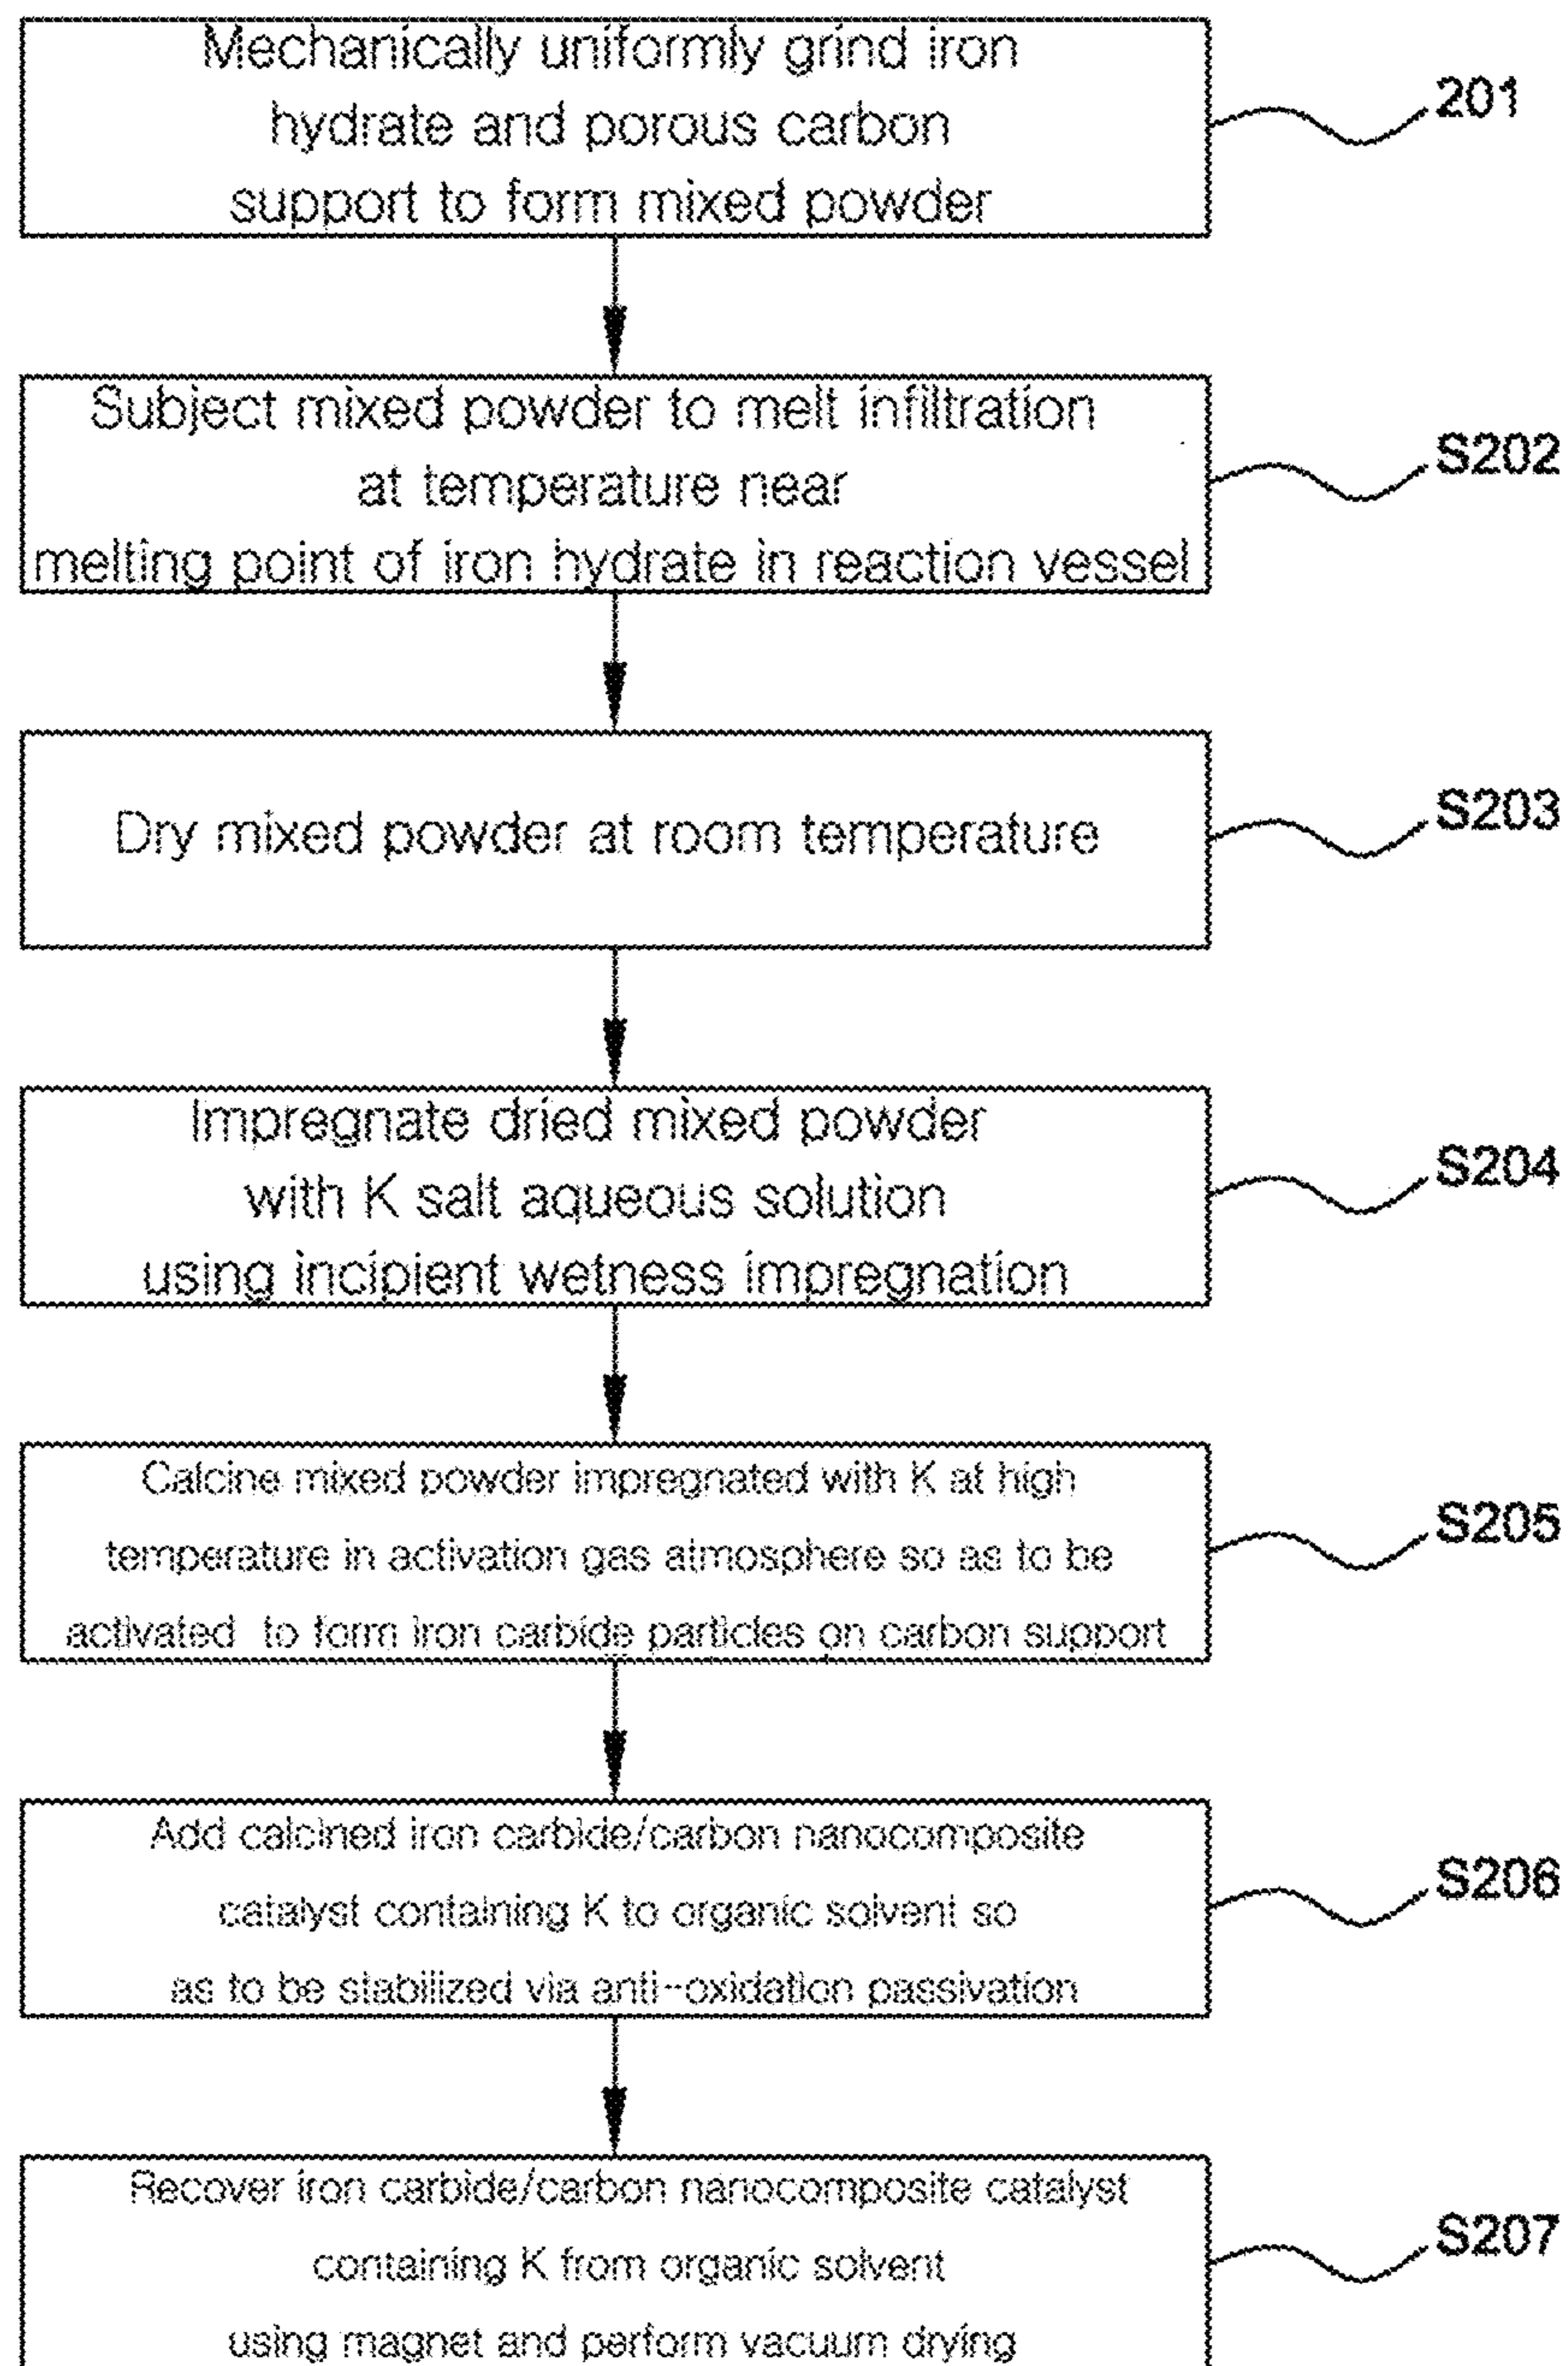 Mechanically uniformly grind iron
hydrate and porous carbon
support to form mixed powder
201
Subject mixed powder to melt infiltration
at temperature near
melting point of iron hydrate in reaction vessel
S202
Dry mixed powder at room temperature
S203
Impregnate dried mixed powder
with K salt aqueous solution
using incipient wetness impregnation
S204
Calcine mixed powder impregnated with K at high
temperature in activation gas atmosphere so as to be
activated to form iron carbide particles on carbon support
S205
Add calcined iron carbide/carbon nanocomposite
catalyst containing K to organic solvent so
as to be stabilized via anti-oxidation passivation
S206
Recover iron carbide/carbon nanocomposite catalyst
containing K from organic solvent
using magnet and perform vacuum drying
S207